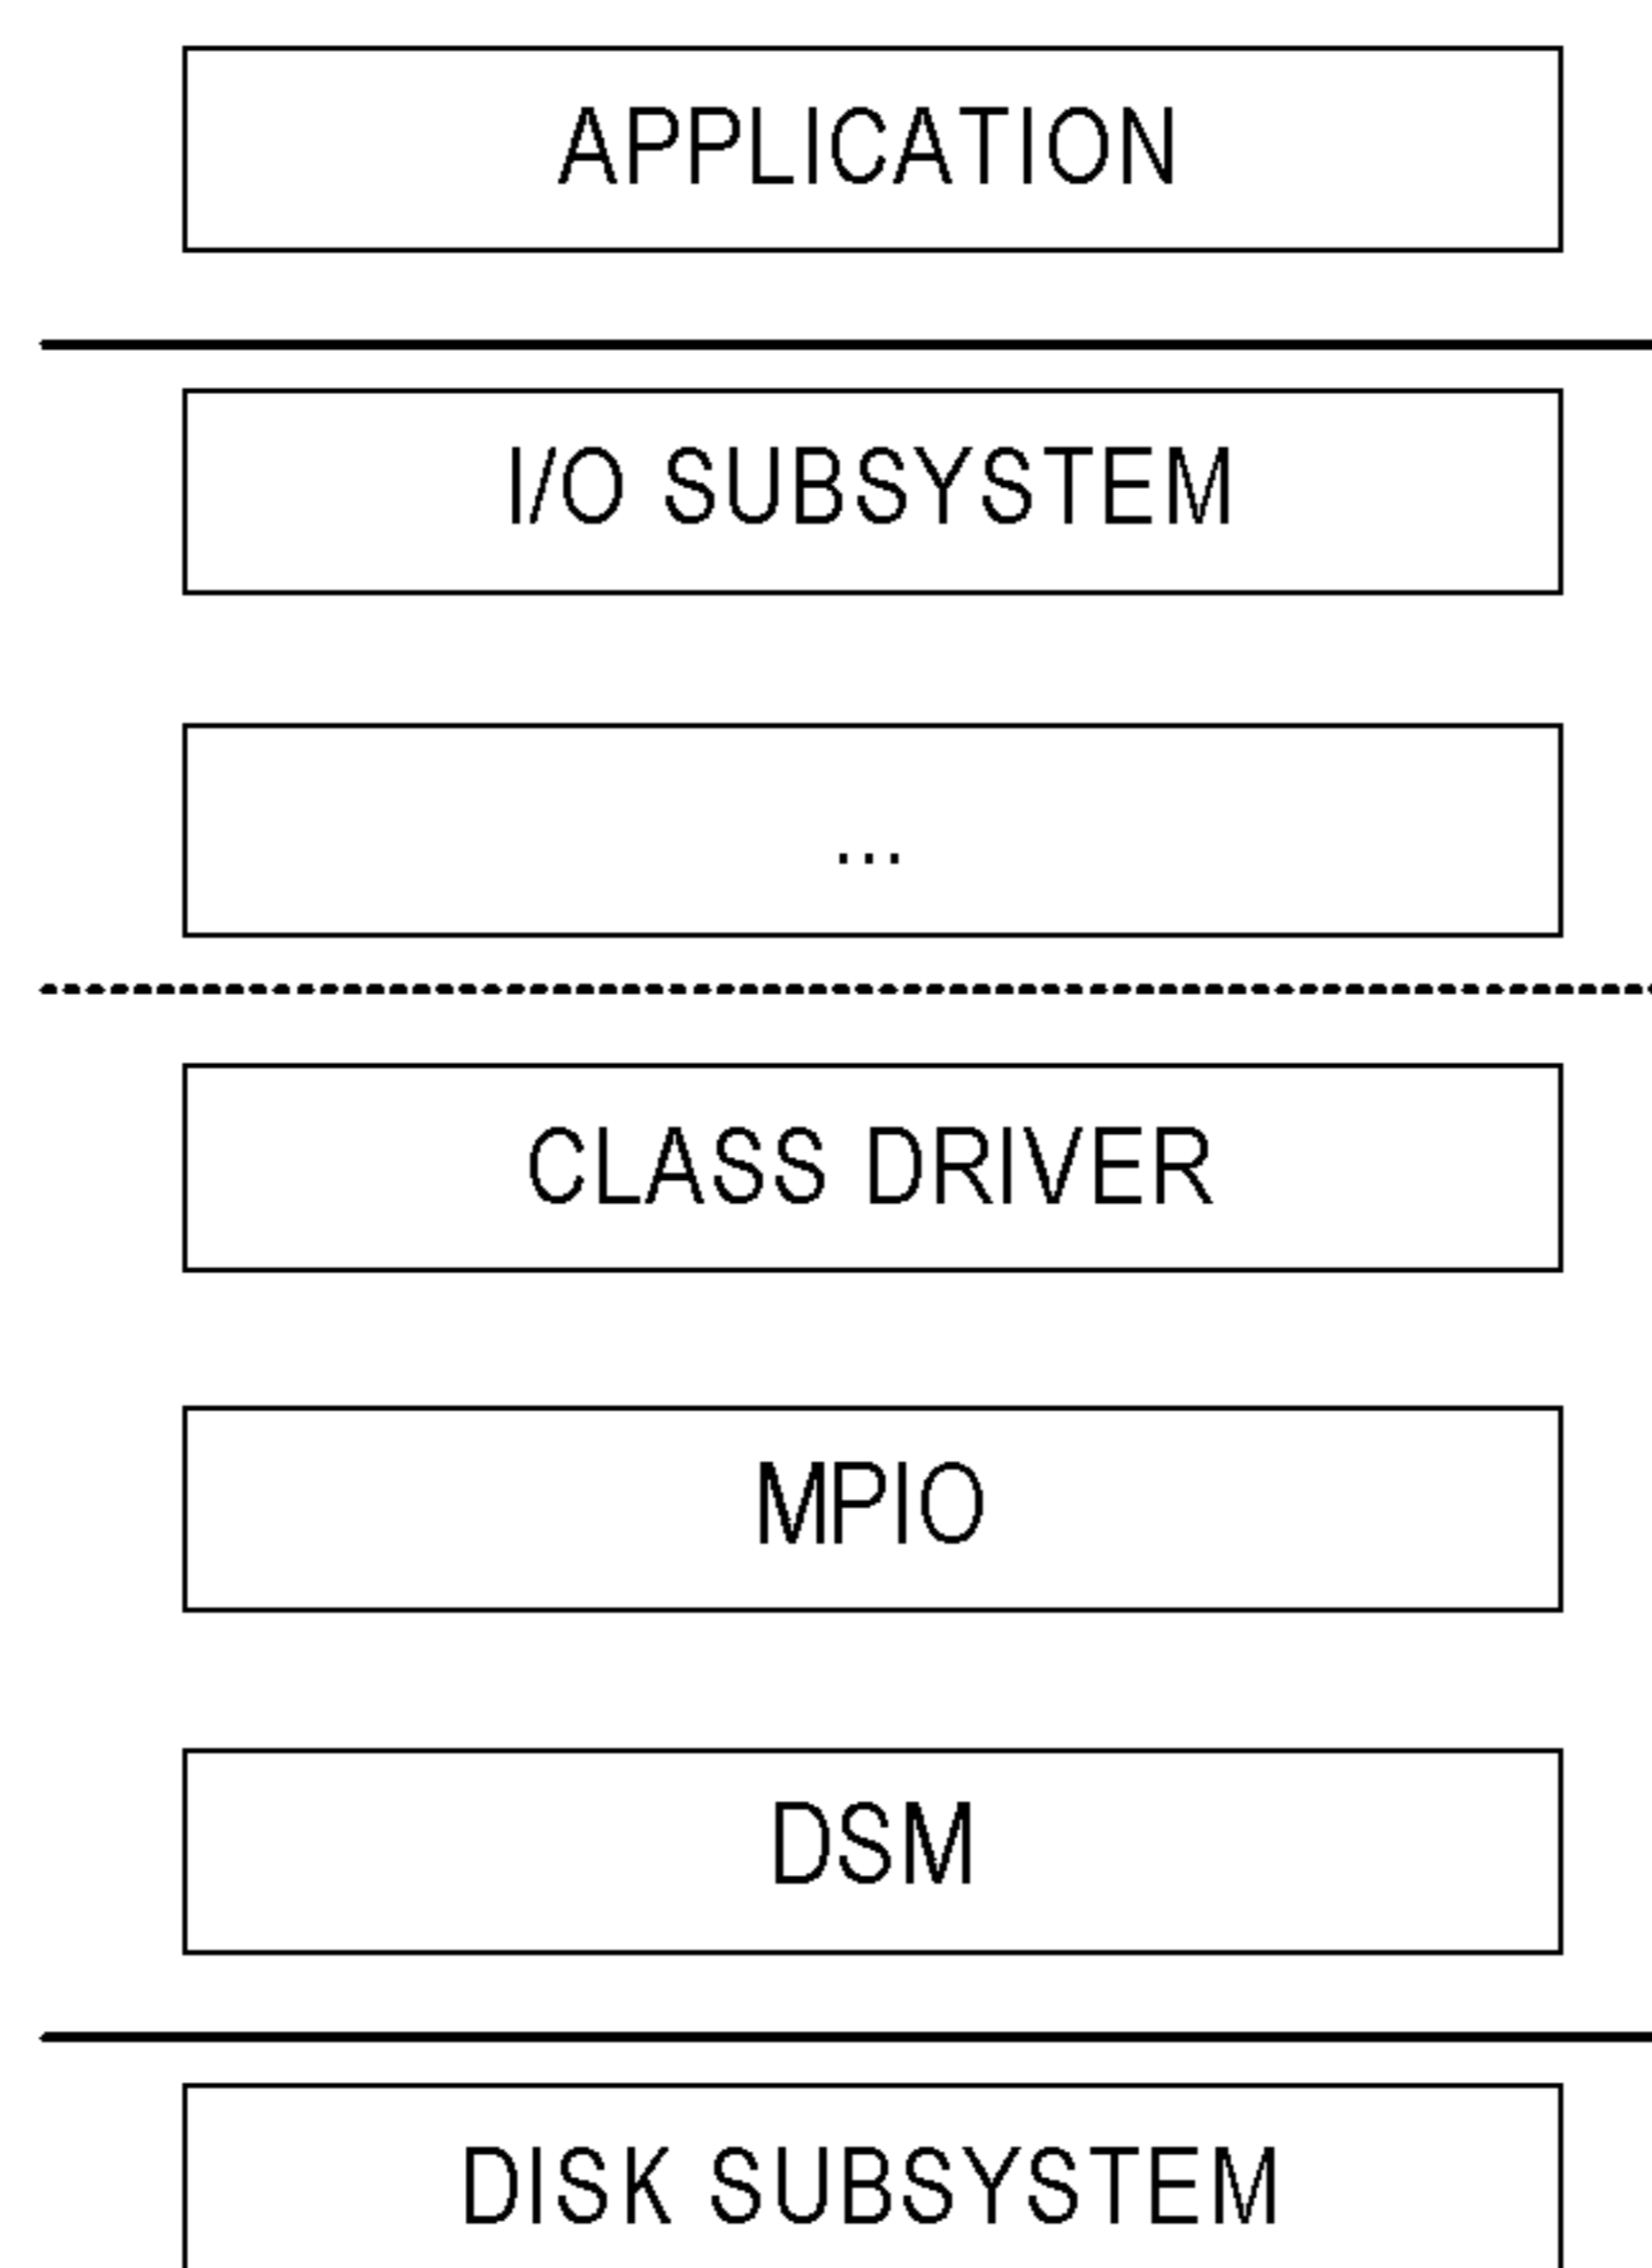 APPLICATION
I/O SUBSYSTEM
...
CLASS DRIVER
MPIO
DSM
DISK SUBSYSTEM